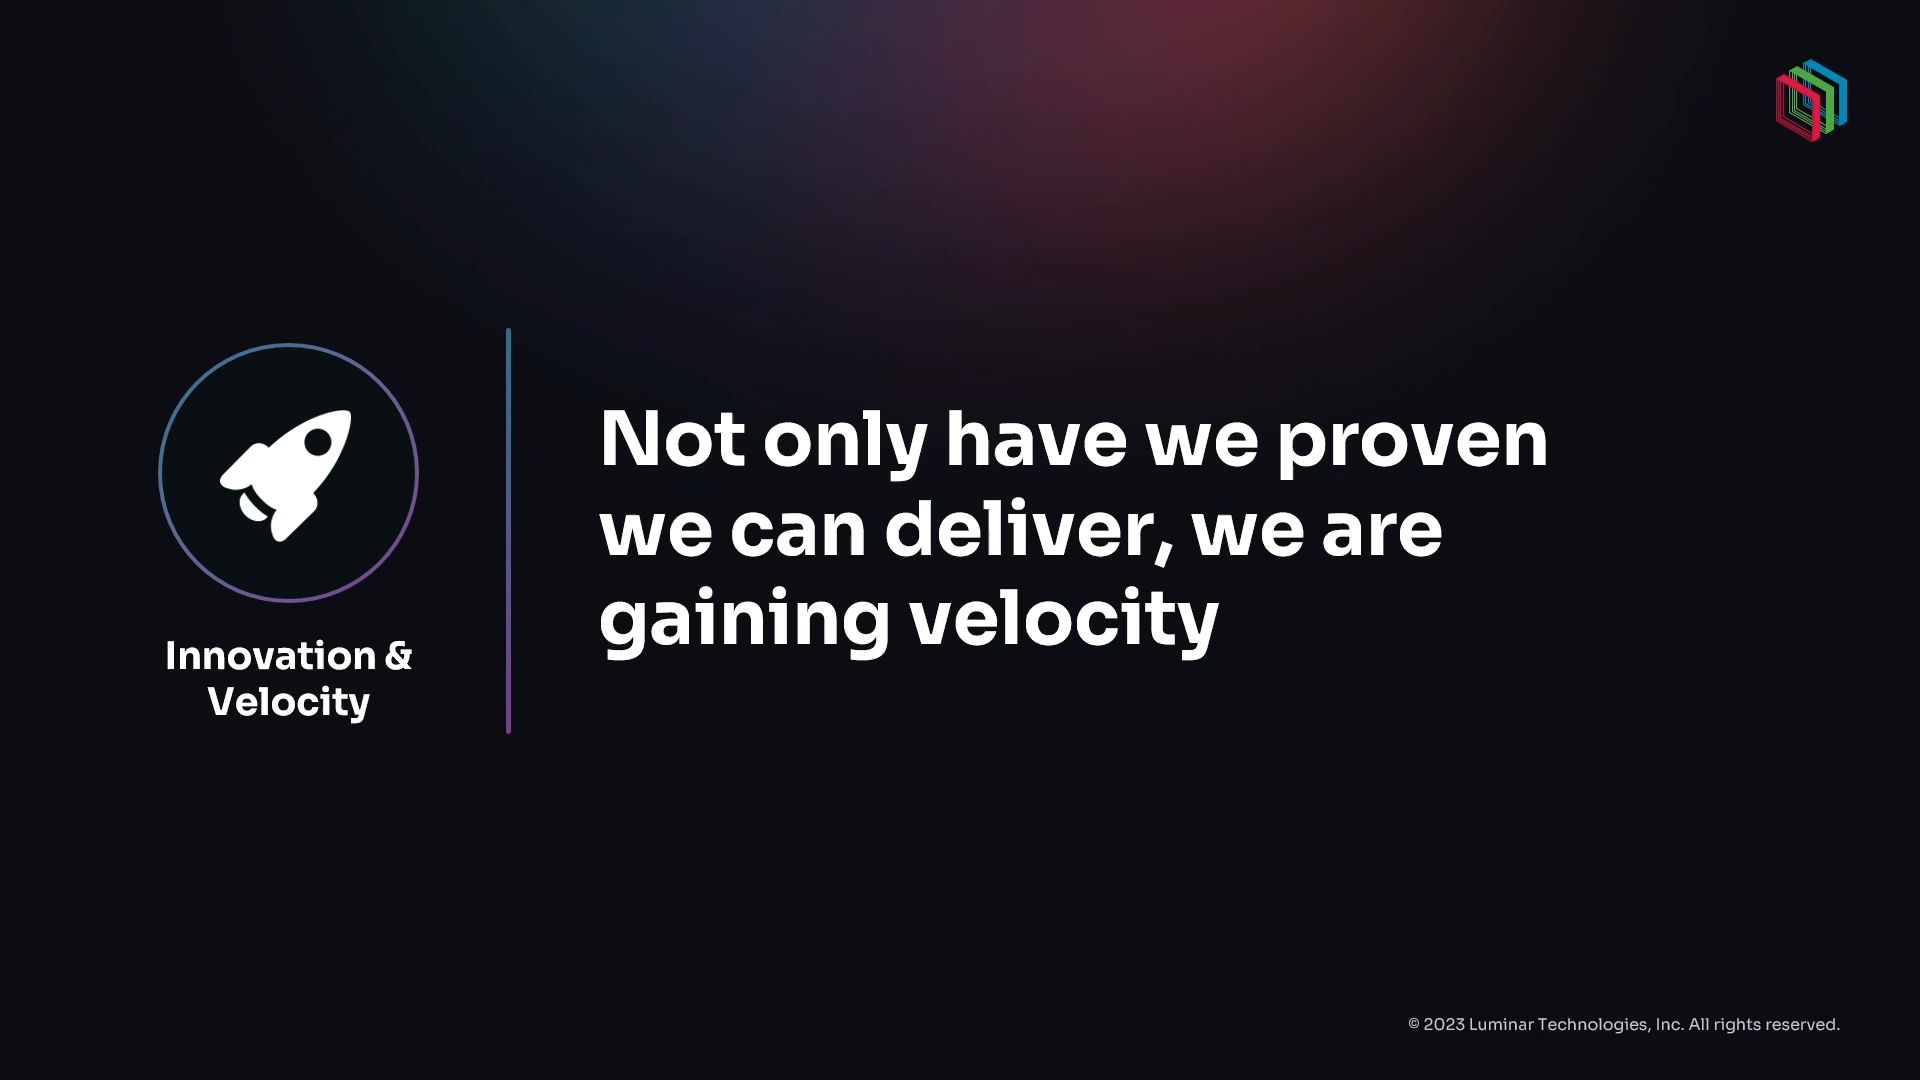 Innovation &
Velocity
Not only have we proven
we can deliver, we are
gaining velocity
© 2023 Luminar Technologies, Inc. All rights reserved.